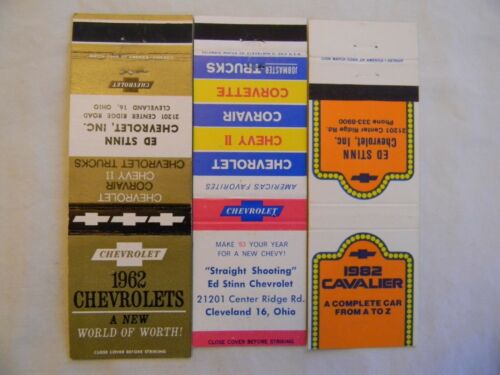 CHEVROLET
ED STINN
CHEVROLET, INC.
21201 CENTER RIDGE ROAD
CLEVELAND 16, OHIO
CHEVROLET TRUCKS
CHEVY II
CORVAIR
CHEVROLET
CHEVROLET
1962
CHEVROLETS
A NEW
WORLD OF WORTH!
CLOSE COVER BEFORE STRIKING
JOBMASTER TRUCKS
CORVETTE
CORVAIR
CHEVY II
CHEVROLET
AMERICA'S FAVORITES
CHEVROLET
MAKE '63 YOUR YEAR
FOR A NEW CHEVY!
"Straight Shooting"
Ed Stinn Chevrolet
21201 Center Ridge Rd.
Cleveland 16, Ohio
CLOSE COVER BEFORE STRIKING
ED STINN
Chevrolet, Inc.
21201 Center Ridge Rd.
Phone 333-8900
1982
CAVALIER
A COMPLETE CAR
FROM A TO Z